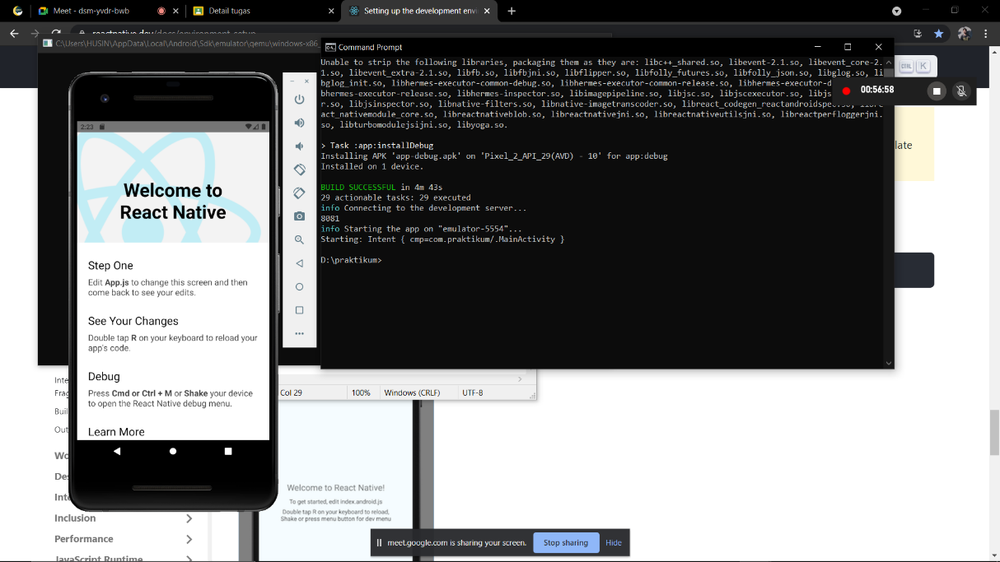 Meet - dsm-yvdr-bwb
Detail tugas
Setting up the development envi
reactnative.dev/docs/environment-setup
C:\Users\HUSIN\AppData\Local\Android\Sdk\emulator\qemu\windows-x86_
Command Prompt
Unable to strip the following libraries, packaging them as they are: libc++_shared.so, libevent-2.1.so, libevent_core-2.
1.so, libevent_extra-2.1.so, libfb.so, libfbjni.so, libflipper.so, libfolly_futures.so, libfolly_json.so, libglog.so, li
bglog_init.so, libhermes-executor-common-debug.so, libhermes-executor-common-release.so, libhermes-executor-d
bhermes-executor-release.so, libhermes-inspector.so, libimagepipeline.so, libjsc.so, libjscexecutor.so, libjs
r.so, libjsinspector.so, libnative-filters.so, libnative-imagetranscoder.so, libreact_codegen_reactandroidspec
act_nativemodule_core.so, libreactnativeblob.so, libreactnativejni.so, libreactnativeutilsjni.so, libreactperfloggerjni.
so, libturbomodulejsijni.so, libyoga.so.
> Task :app:installDebug
Installing APK 'app-debug.apk' on 'Pixel_2_API_29(AVD) - 10' for app:debug
Installed on 1 device.
BUILD SUCCESSFUL in 4m 43s
29 actionable tasks: 29 executed
info Connecting to the development server...
8081
info Starting the app on "emulator-5554"...
Starting: Intent { cmp=com.praktikum/.MainActivity }
D:\praktikum>
CTRL K
00:56:58
late
2:23
Welcome to
React Native
Step One
Edit App.js to change this screen and then
come back to see your edits.
See Your Changes
Double tap R on your keyboard to reload your
app's code.
Debug
Press Cmd or Ctrl + M or Shake your device
to open the React Native debug menu.
Learn More
Col 29
100%
Windows (CRLF)
UTF-8
Inte
Frag
Buil
Out
Wo
Des
Inte
Inclusion
Performance
JavaScript Runtime
Welcome to React Native!
To get started, edit index.android.js
Double tap R on your keyboard to reload,
Shake or press menu button for dev menu
meet.google.com is sharing your screen.
Stop sharing
Hide